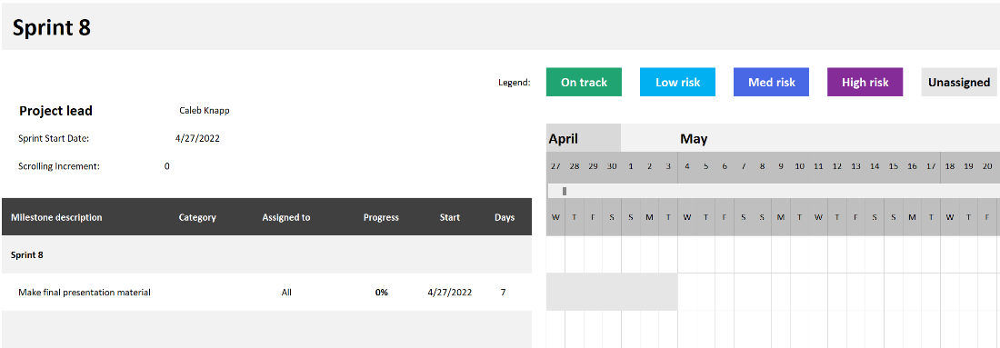 Sprint 8
Legend: On track Low risk Med risk High risk Unassigned
Project lead Caleb Knapp
Sprint Start Date: 4/27/2022
Scrolling Increment: 0
April May
27 28 29 30 1 2 3 4 5 6 7 8 9 10 11 12 13 14 15 16 17 18 19 20
Milestone description Category Assigned to Progress Start Days W T F S S M T W T F S S M T W T F S S M T W T F
Sprint 8
Make final presentation material All 0% 4/27/2022 7